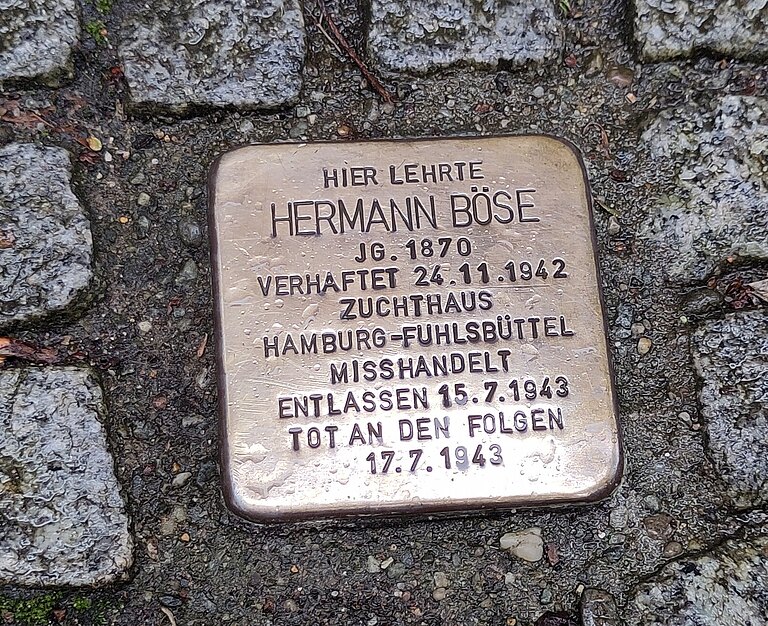 HIER LEHRTE
HERMANN BÖSE
JG. 1870
VERHAFTET 24.11.1942
ZUCHTHAUS
HAMBURG-FUHLSBÜTTEL
MISSHANDELT
ENTLASSEN 15.7.1943
TOT AN DEN FOLGEN
17.7.1943